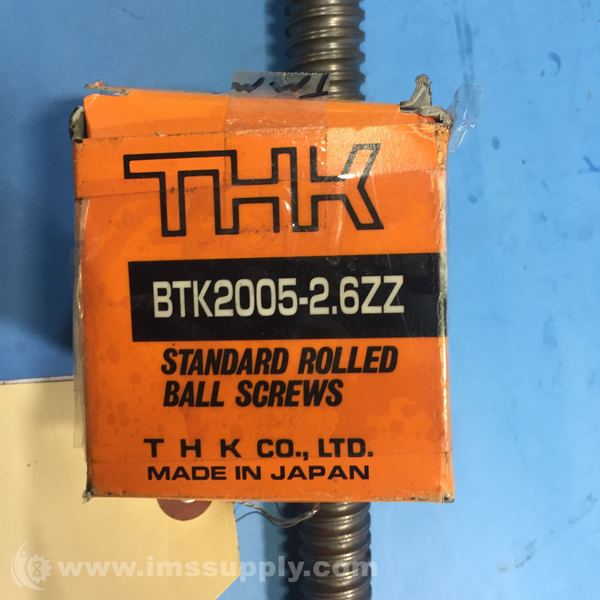 THK
BTK2005-2.6ZZ
STANDARD ROLLED
BALL SCREWS
T H K CO., LTD.
MADE IN JAPAN
www.imssupply.com